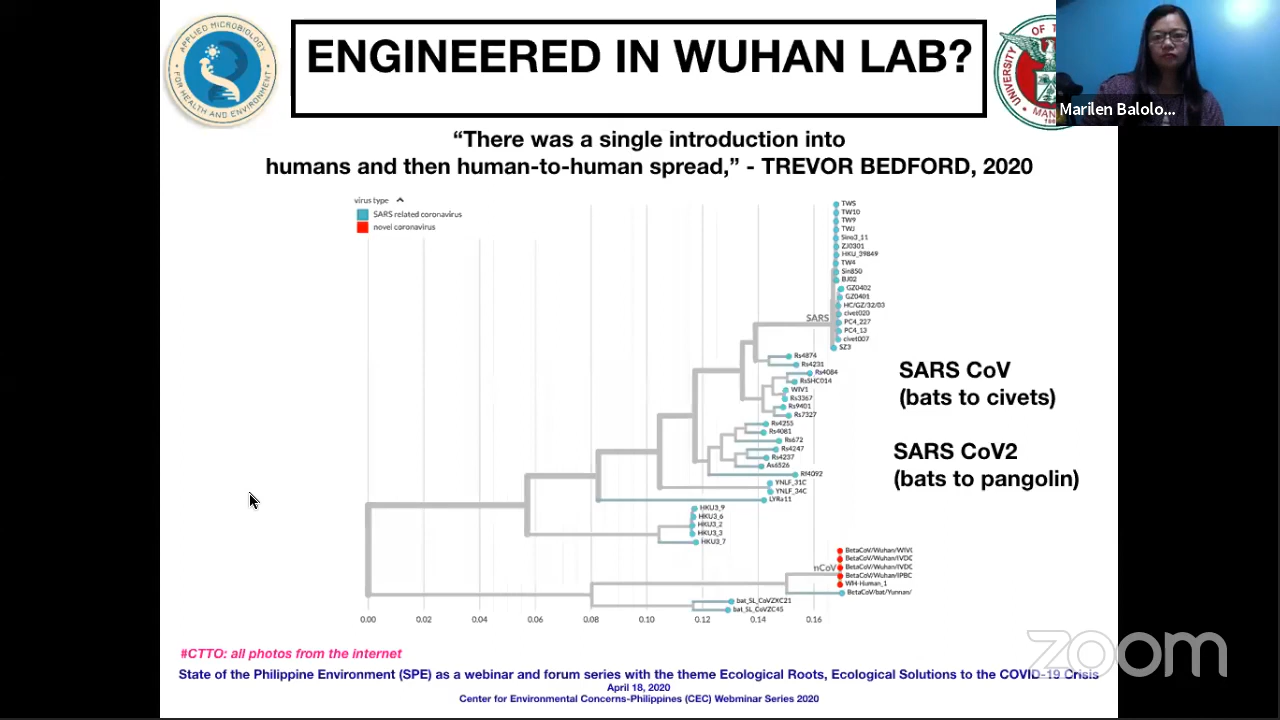 ENGINEERED IN WUHAN LAB?
APPLIED MICROBIOLOGY
FOR HEALTH AND ENVIRONMENT
UNIVERSITY OF
Marilen Balolo...
“There was a single introduction into
humans and then human-to-human spread,” - TREVOR BEDFORD, 2020
virus type
SARS related coronavirus
novel coronavirus
TWS
TW10
TW9
TWJ
Sino3_11
ZJ0301
HKU_39849
TW4
Sin850
BJ02
GZ0402
GZ0401
HC/GZ/32/03
civet020
PC4_227
PC4_13
civet007
SZ3
SARS
Rs4874
Rs4231
Rs4084
RsSHC014
WIV1
Rs3367
Rs9401
Rs7327
Rs4255
Rs4081
Rs672
Rs4247
Rs4237
As6526
Rf4092
YNLF_31C
YNLF_34C
LYRa11
HKU3_9
HKU3_6
HKU3_2
HKU3_3
HKU3_7
SARS CoV
(bats to civets)
SARS CoV2
(bats to pangolin)
BetaCoV/Wuhan/WIV(
BetaCoV/Wuhan/IVDC
nCoV
BetaCoV/Wuhan/IVDC
BetaCoV/Wuhan/IPBC
WH-Human_1
BetaCoV/bat/Yunnan/
bat_SL_CoVZXC21
bat_SL_CoVZC45
0.00 0.02 0.04 0.06 0.08 0.10 0.12 0.14 0.16
#CTTO: all photos from the internet
State of the Philippine Environment (SPE) as a webinar and forum series with the theme Ecological Roots, Ecological Solutions to the COVID-19 Crisis
April 18, 2020
Center for Environmental Concerns-Philippines (CEC) Webminar Series 2020
zoom